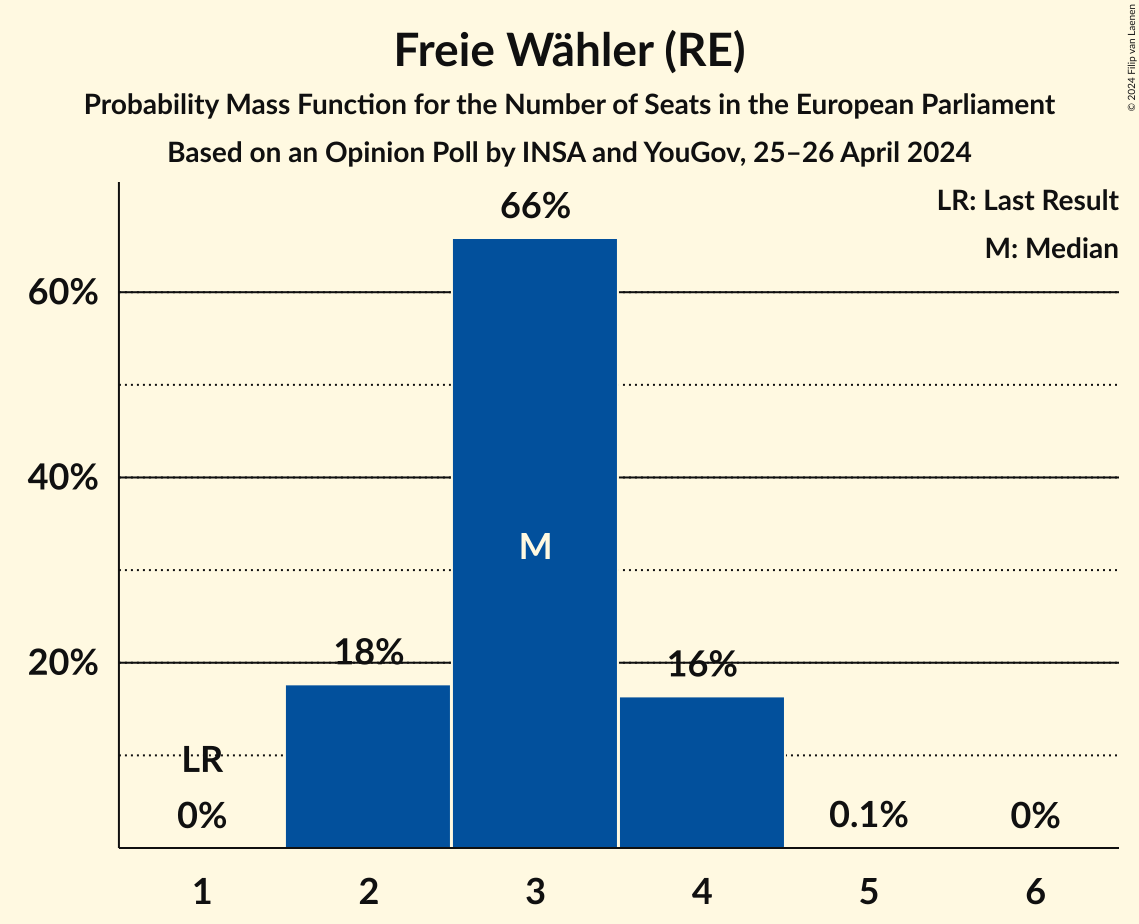 Freie Wähler (RE)
Probability Mass Function for the Number of Seats in the European Parliament
Based on an Opinion Poll by INSA and YouGov, 25–26 April 2024
© 2024 Filip van Laenen
LR: Last Result
M: Median
66%
60%
40%
M
18%
20%
16%
LR
0%
0.1%
0%
1 2 3 4 5 6